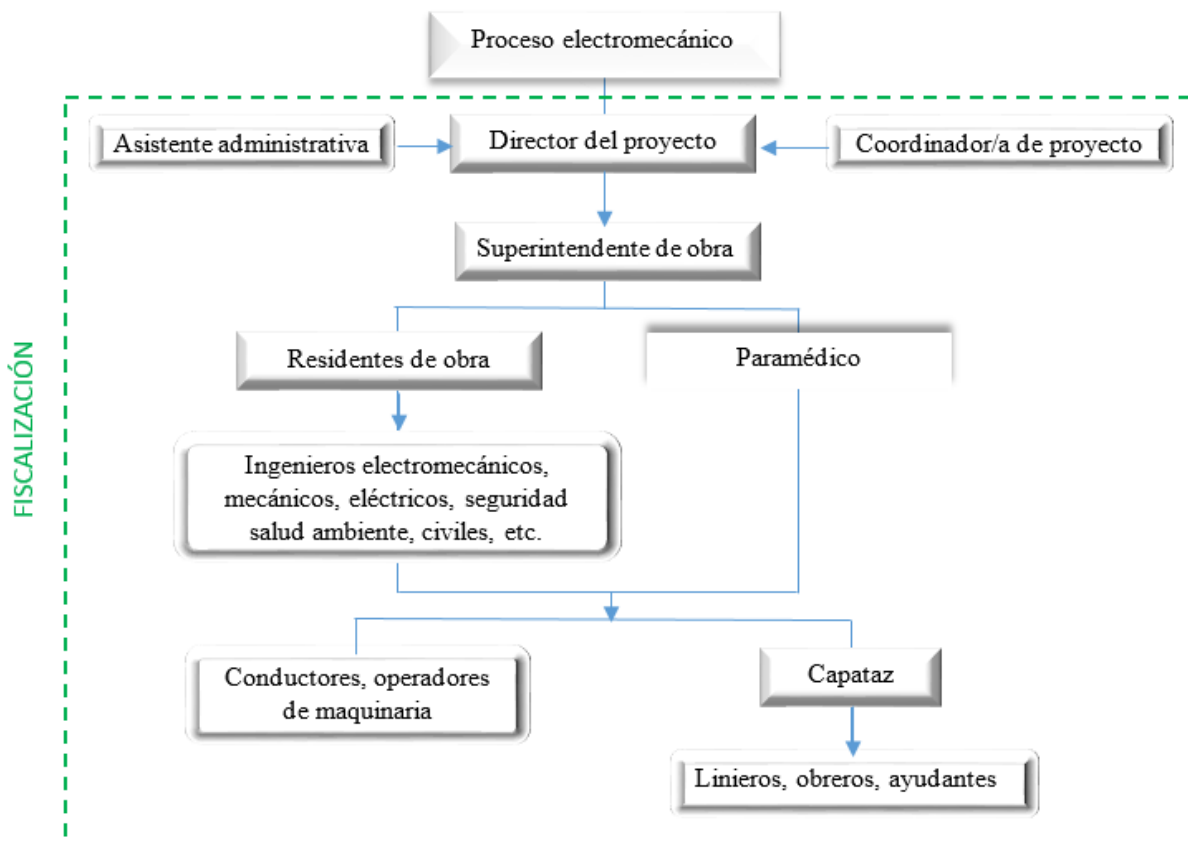 Proceso electromecánico
Asistente administrativa
Director del proyecto
Coordinador/a de proyecto
Superintendente de obra
FISCALIZACIÓN
Residentes de obra
Paramédico
Ingenieros electromecánicos,
mecánicos, eléctricos, seguridad
salud ambiente, civiles, etc.
Conductores, operadores
de maquinaria
Capataz
Linieros, obreros, ayudantes